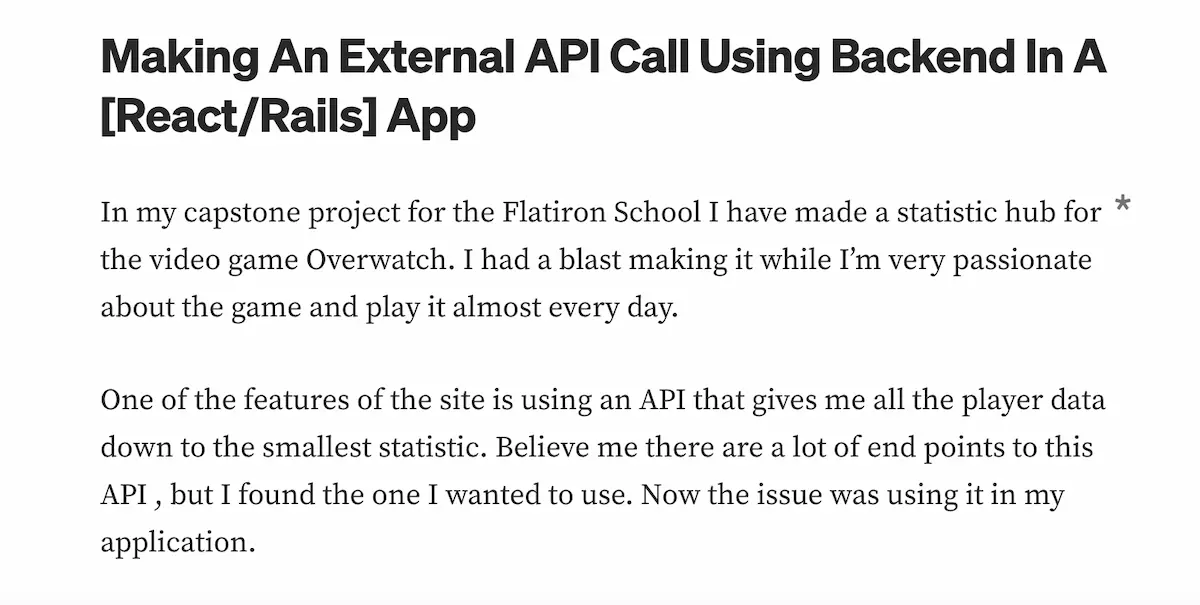 Making An External API Call Using Backend In A
[React/Rails] App
In my capstone project for the Flatiron School I have made a statistic hub for *
the video game Overwatch. I had a blast making it while I’m very passionate
about the game and play it almost every day.
One of the features of the site is using an API that gives me all the player data
down to the smallest statistic. Believe me there are a lot of end points to this
API , but I found the one I wanted to use. Now the issue was using it in my
application.